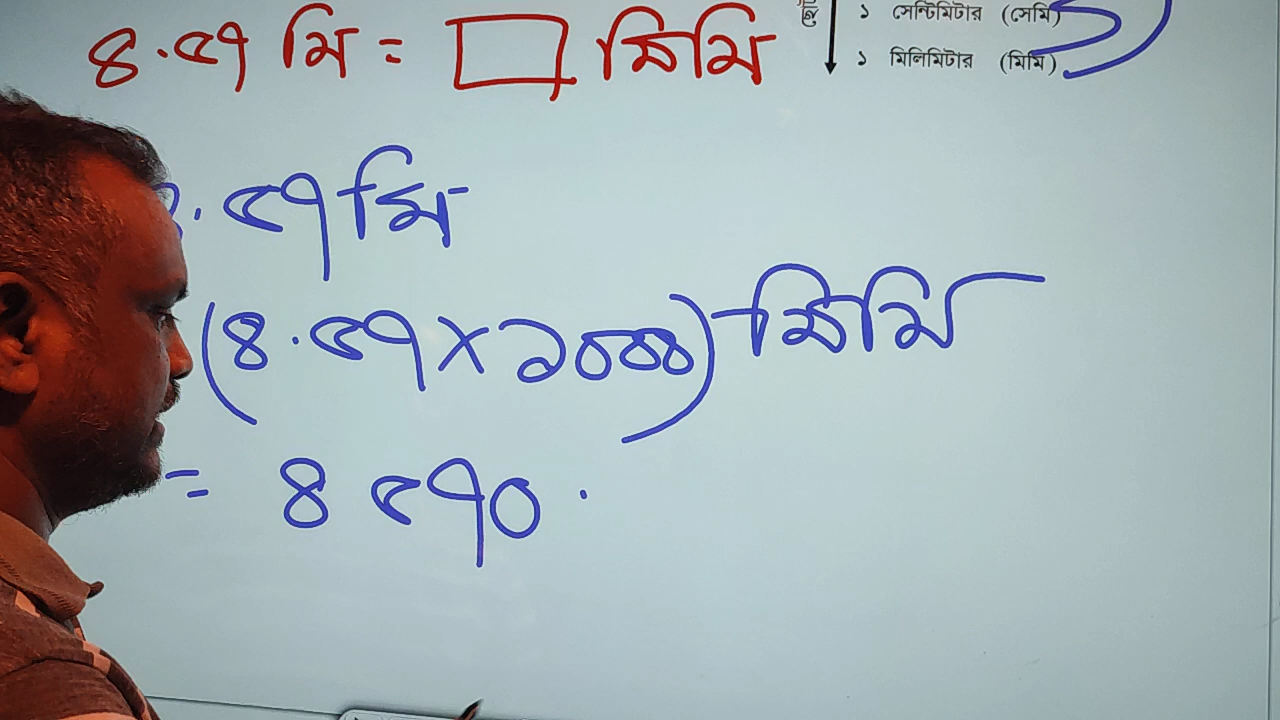 ৪.৫৭ মি = □ মিমি
১ সেন্টিমিটার (সেমি)
১ মিলিমিটার (মিমি)
.৫৭ মি
(৪.৫৭×১০০০) মিমি
= ৪৫৭০.